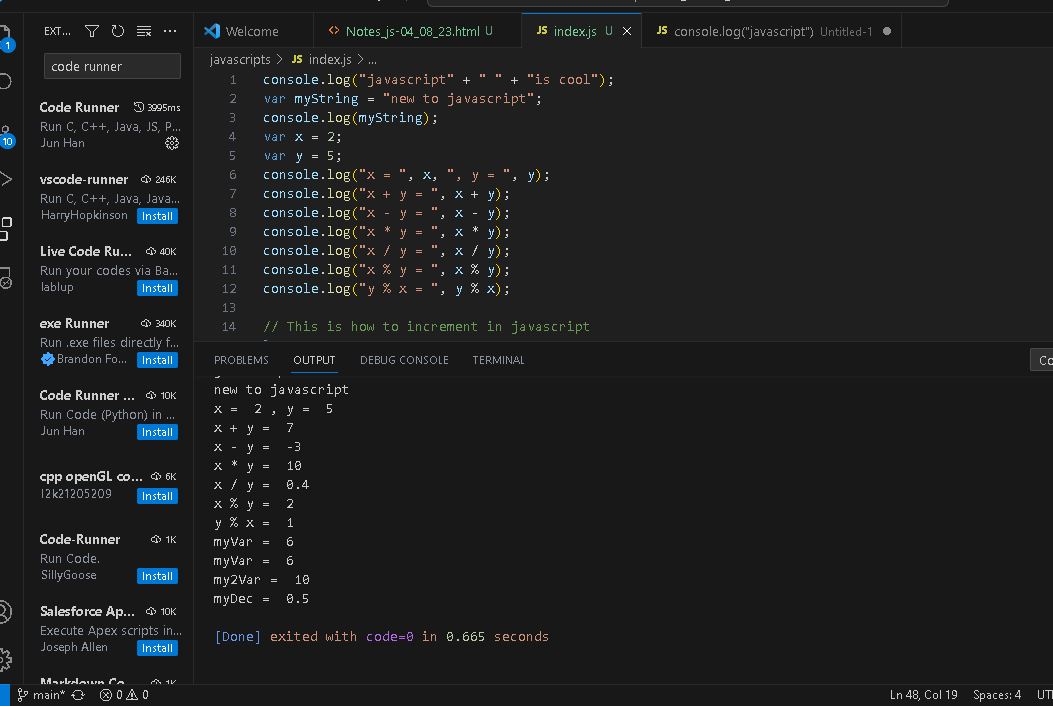 EXT...
code runner
Code Runner 3995ms
Run C, C++, Java, JS, P...
Jun Han
vscode-runner 246K
Run C, C++, Java, Java...
HarryHopkinson Install
Live Code Ru... 40K
Run your codes via Ba...
lablup Install
exe Runner 340K
Run .exe files directly f...
Brandon Fo... Install
Code Runner ... 10K
Run Code (Python) in ...
Jun Han Install
cpp openGL co... 6K
l2k21205209 Install
Code-Runner 1K
Run Code.
SillyGoose Install
Salesforce Ap... 10K
Execute Apex scripts in...
Joseph Allen Install
Markdown Co... 1K
1
10
Welcome
<> Notes_js-04_08_23.html U
JS index.js U
JS console.log("javascript") Untitled-1
javascripts > JS index.js > ...
1 console.log("javascript" + " " + "is cool");
2 var myString = "new to javascript";
3 console.log(myString);
4 var x = 2;
5 var y = 5;
6 console.log("x = ", x, ", y = ", y);
7 console.log("x + y = ", x + y);
8 console.log("x - y = ", x - y);
9 console.log("x * y = ", x * y);
10 console.log("x / y = ", x / y);
11 console.log("x % y = ", x % y);
12 console.log("y % x = ", y % x);
13
14 // This is how to increment in javascript
PROBLEMS OUTPUT DEBUG CONSOLE TERMINAL
Co
new to javascript
x =  2 , y =  5
x + y =  7
x - y =  -3
x * y =  10
x / y =  0.4
x % y =  2
y % x =  1
myVar =  6
myVar =  6
my2Var =  10
myDec =  0.5
[Done] exited with code=0 in 0.665 seconds
main* 0 0
Ln 48, Col 19 Spaces: 4 UT